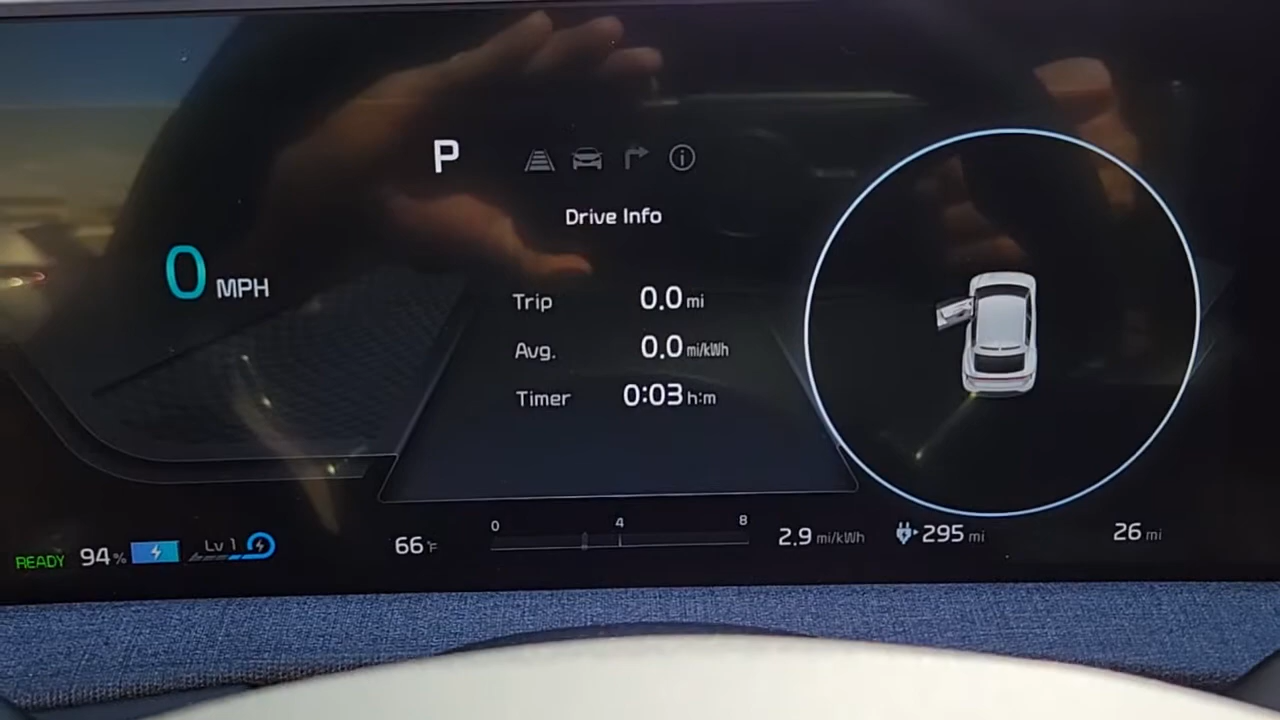 P
Drive Info
0 MPH
Trip 0.0 mi
Avg. 0.0 mi/kWh
Timer 0:03 h:m
0 4 8
READY 94% Lv 1 66°F 2.9 mi/kWh 295 mi 26 mi